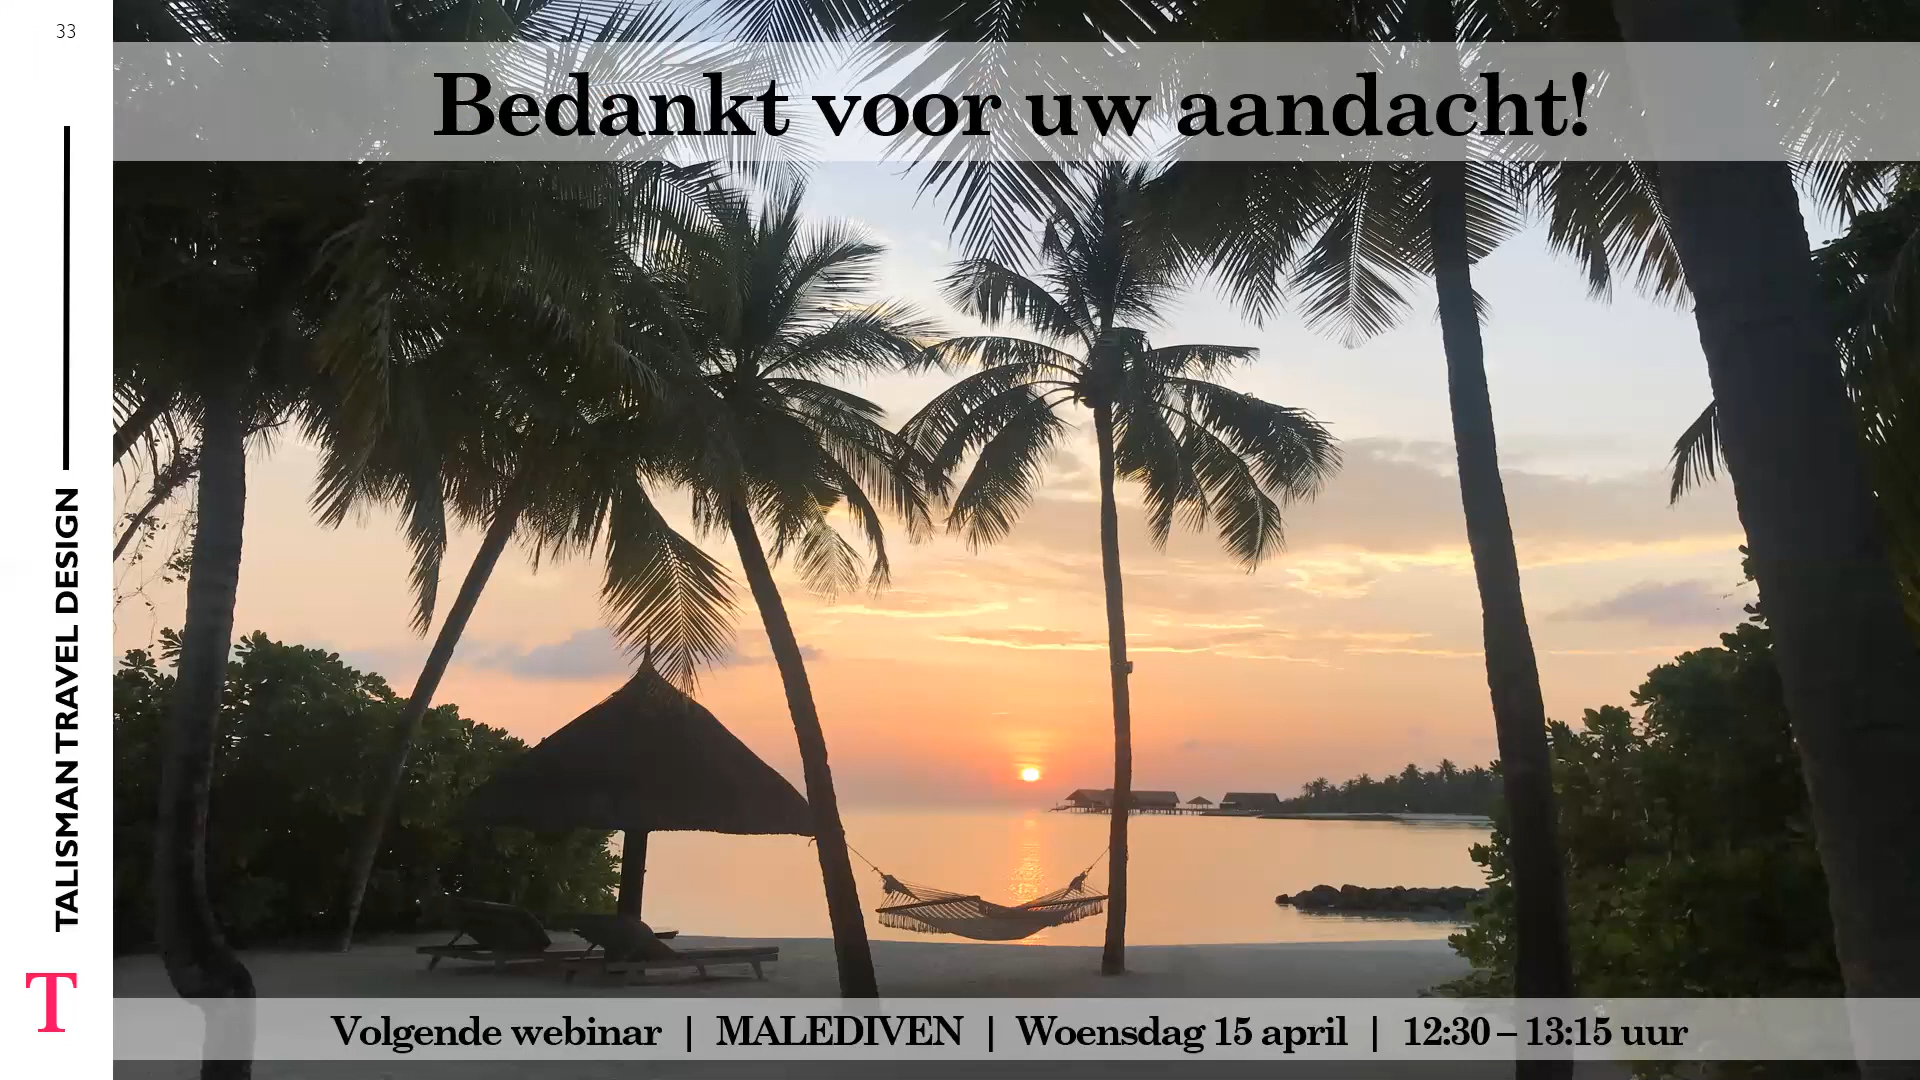 33
Bedankt voor uw aandacht!
TALISMAN TRAVEL DESIGN
T
Volgende webinar | MALEDIVEN | Woensdag 15 april | 12:30 – 13:15 uur